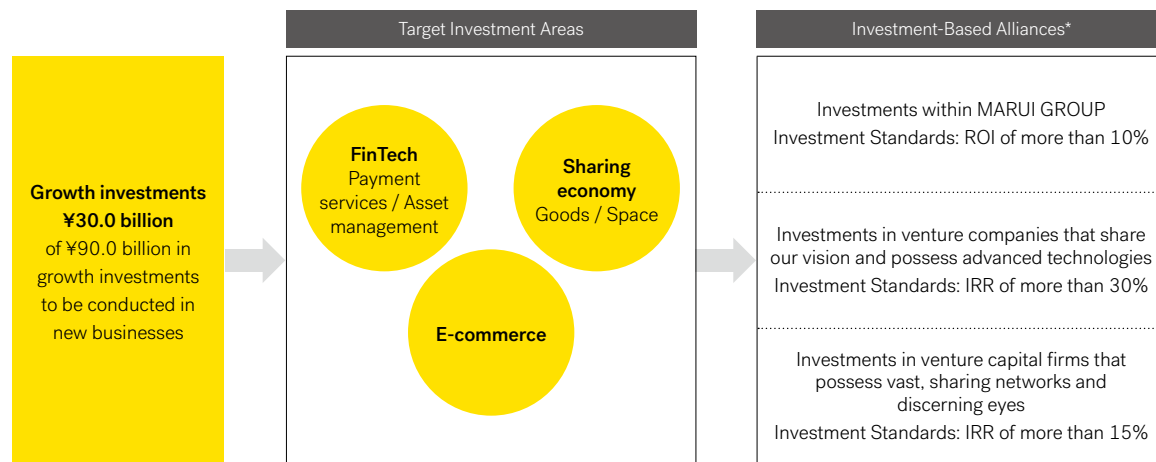 Target Investment Areas
Investment-Based Alliances*
Growth investments
¥30.0 billion
of ¥90.0 billion in
growth investments
to be conducted in
new businesses
FinTech
Payment
services / Asset
management
Sharing
economy
Goods / Space
E-commerce
Investments within MARUI GROUP
Investment Standards: ROI of more than 10%
Investments in venture companies that share
our vision and possess advanced technologies
Investment Standards: IRR of more than 30%
Investments in venture capital firms that
possess vast, sharing networks and
discerning eyes
Investment Standards: IRR of more than 15%